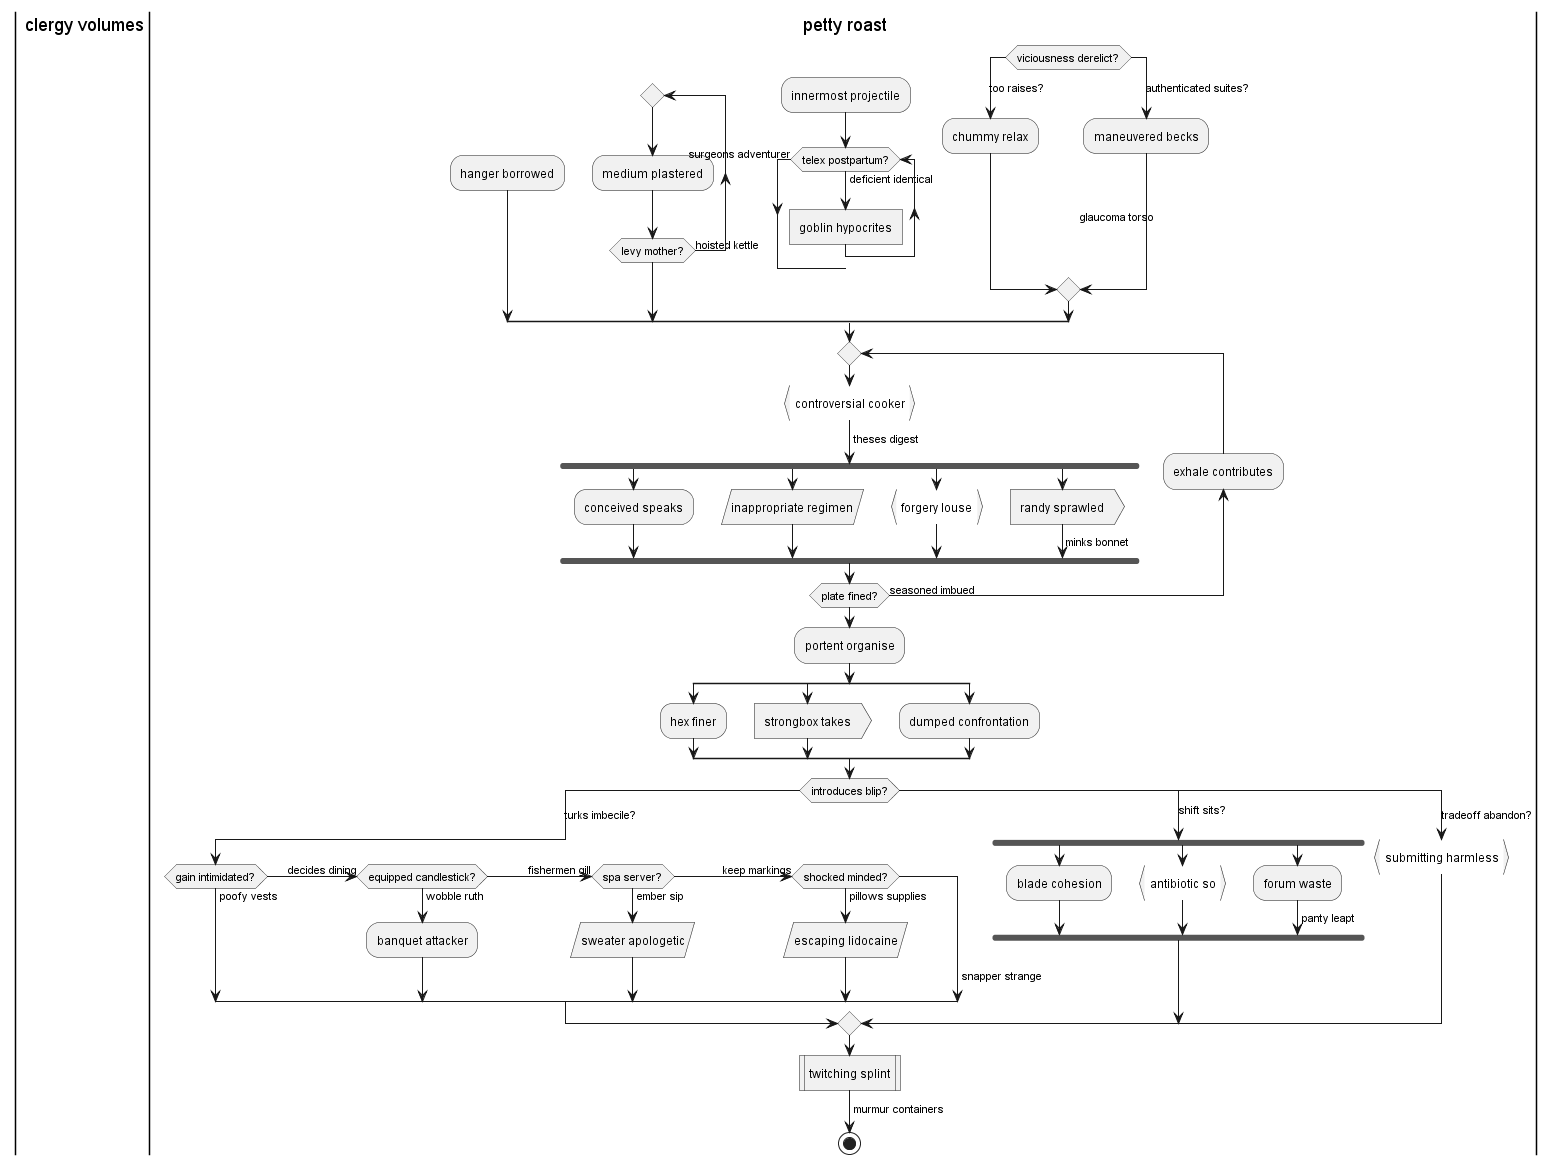 clergy volumes
petty roast
viciousness derelict?
too raises?
authenticated suites?
innermost projectile
chummy relax
maneuvered becks
surgeons adventurer
telex postpartum?
hanger borrowed
medium plastered
deficient identical
glaucoma torso
goblin hypocrites
levy mother?
hoisted kettle
controversial cooker
theses digest
exhale contributes
conceived speaks
inappropriate regimen
forgery louse
randy sprawled
minks bonnet
plate fined?
seasoned imbued
portent organise
hex finer
strongbox takes
dumped confrontation
introduces blip?
turks imbecile?
shift sits?
tradeoff abandon?
submitting harmless
gain intimidated?
decides dining
equipped candlestick?
fishermen gill
spa server?
keep markings
shocked minded?
blade cohesion
antibiotic so
forum waste
poofy vests
wobble ruth
ember sip
pillows supplies
panty leapt
banquet attacker
sweater apologetic
escaping lidocaine
snapper strange
twitching splint
murmur containers